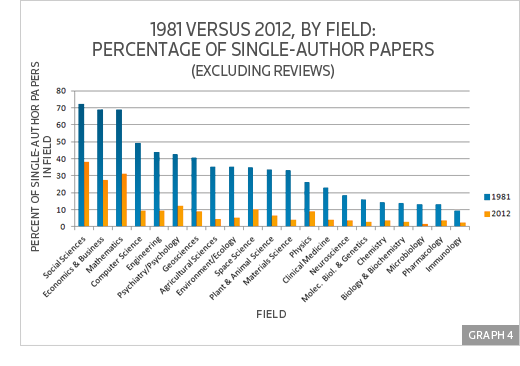 1981 VERSUS 2012, BY FIELD:
PERCENTAGE OF SINGLE-AUTHOR PAPERS
(EXCLUDING REVIEWS)
PERCENT OF SINGLE-AUTHOR PAPERS
IN FIELD
80
70
60
50
40
30
20
10
0
Social Sciences
Economics & Business
Mathematics
Computer Science
Engineering
Psychiatry/Psychology
Geosciences
Agricultural Sciences
Environment/Ecology
Space Science
Plant & Animal Science
Materials Science
Physics
Clinical Medicine
Neuroscience
Molec. Biol. & Genetics
Chemistry
Biology & Biochemistry
Microbiology
Pharmacology
Immunology
1981
2012
FIELD
GRAPH 4